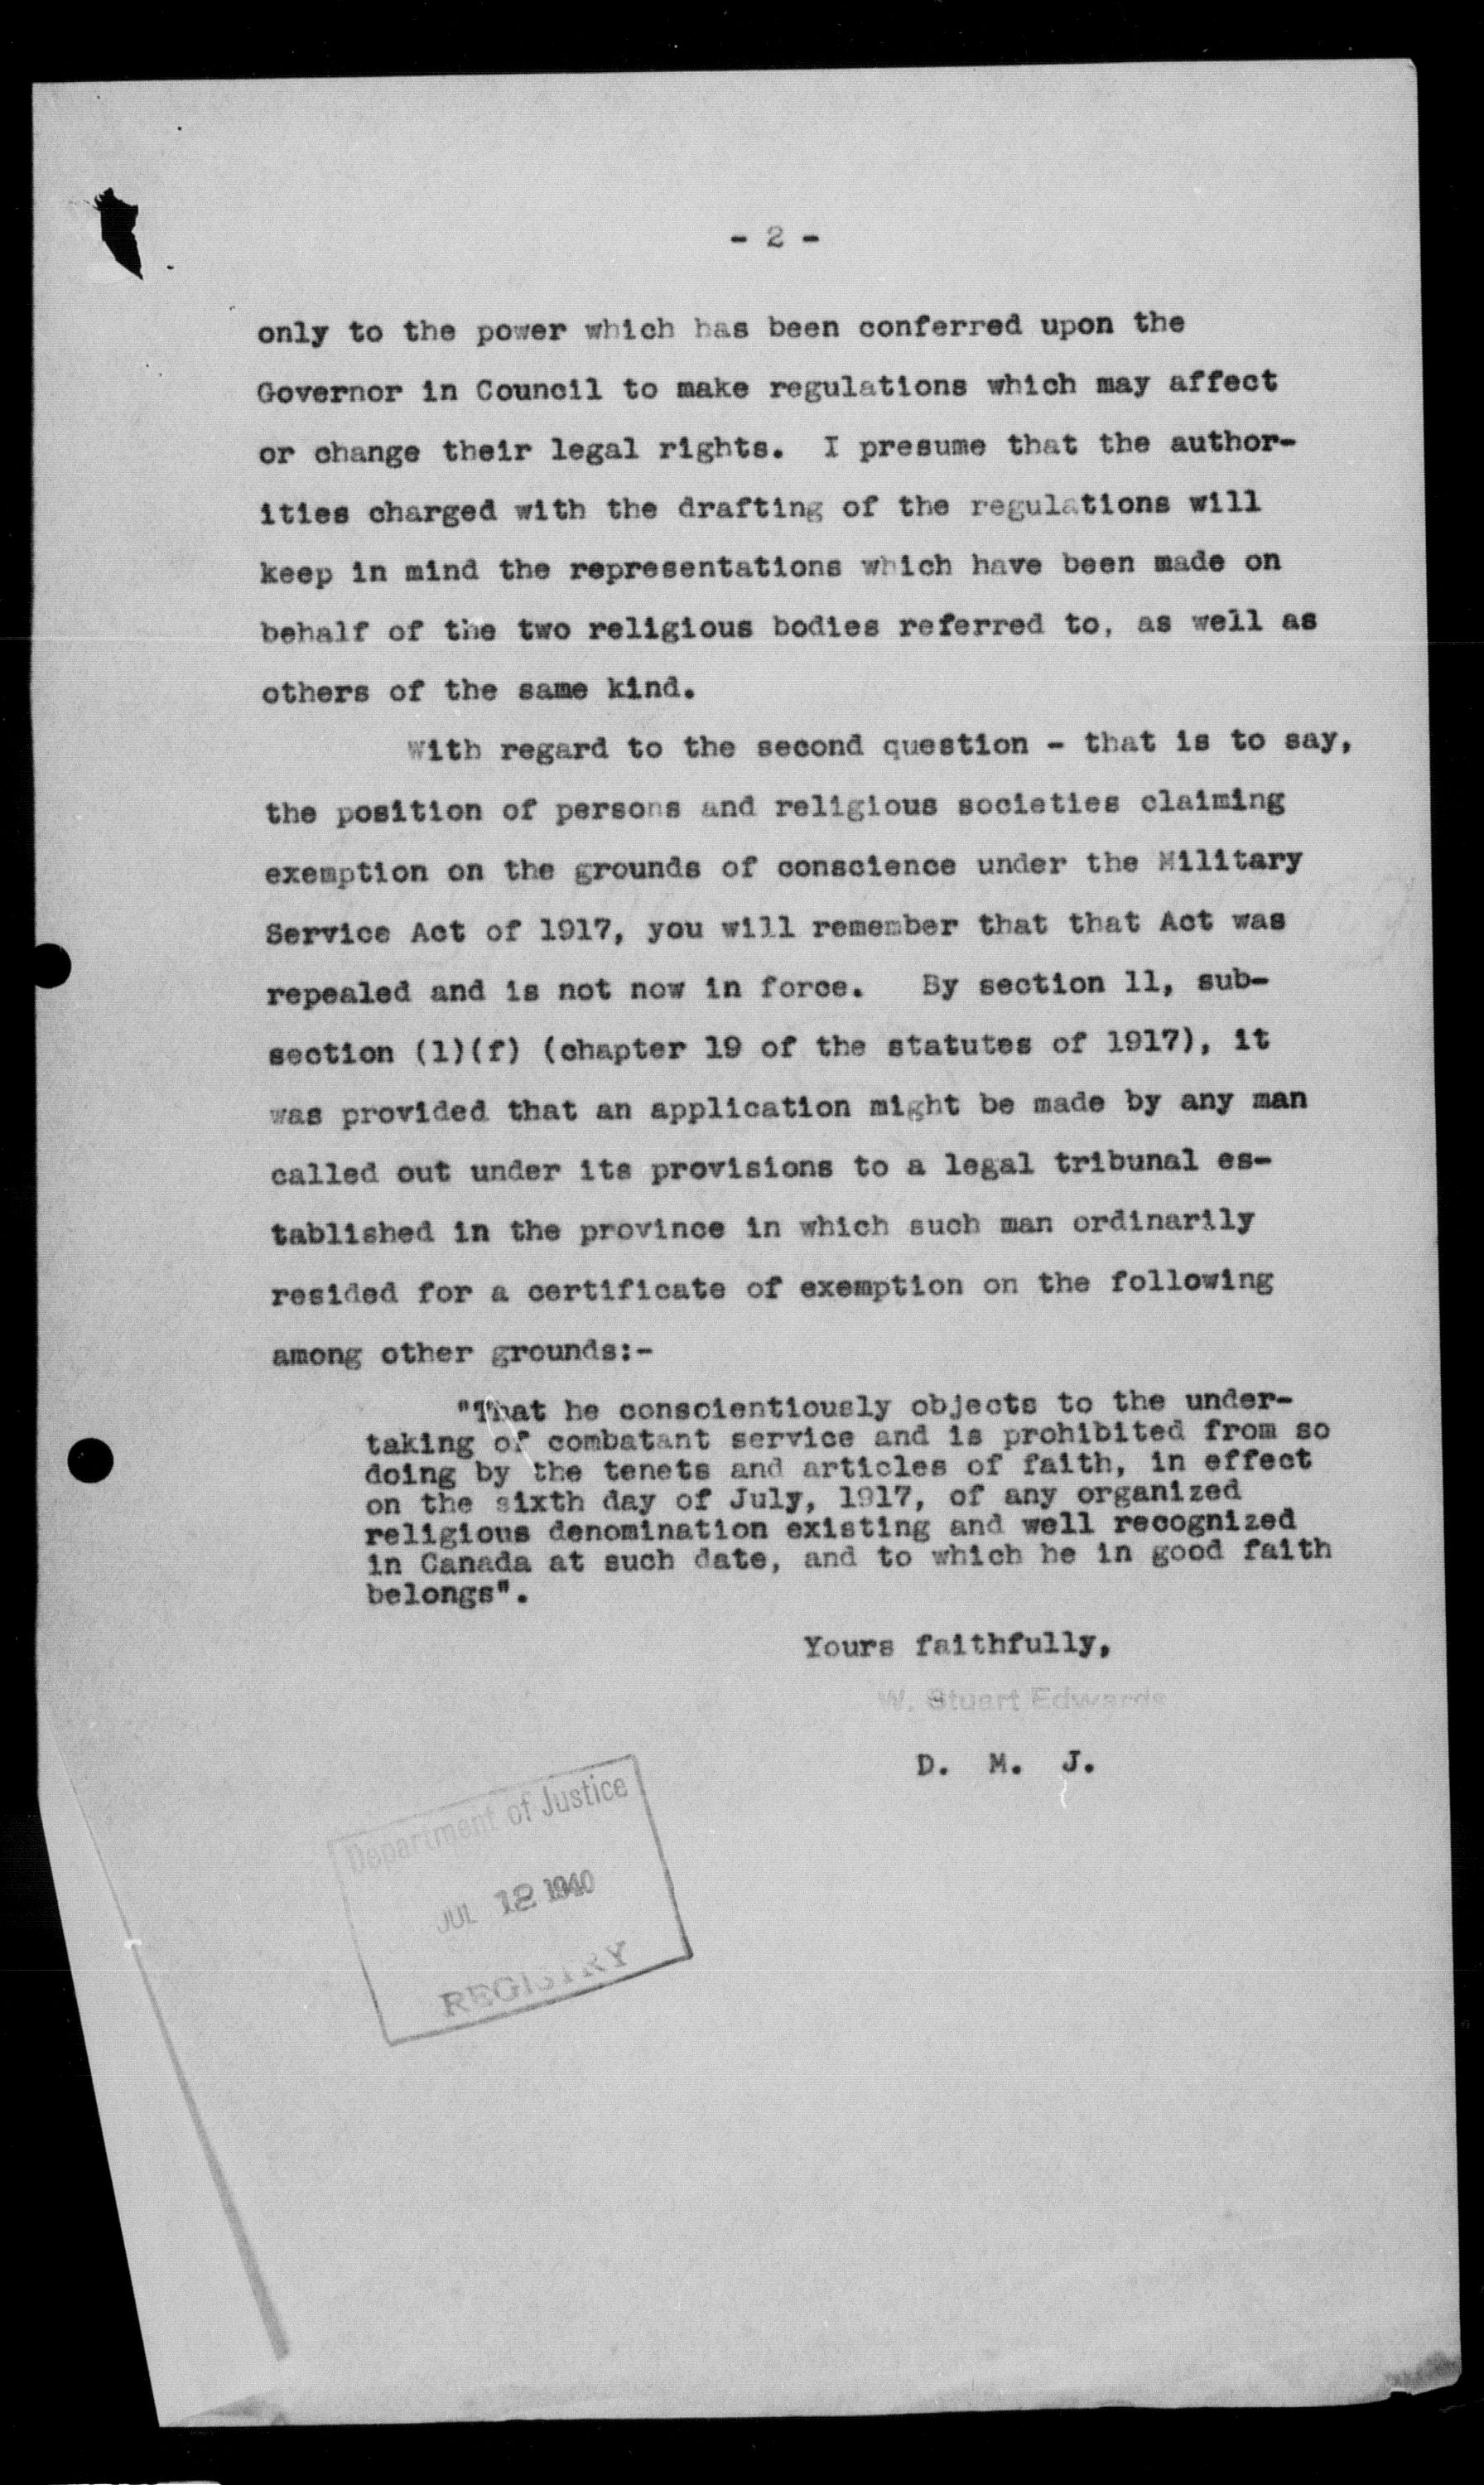 - 2 -
only to the power which has been conferred upon the
Governor in Council to make regulations which may affect
or change their legal rights. I presume that the author-
ities charged with the drafting of the regulations will
keep in mind the representations which have been made on
behalf of the two religious bodies referred to, as well as
others of the same kind.
With regard to the second question - that is to say,
the position of persons and religious societies claiming
exemption on the grounds of conscience under the Military
Service Act of 1917, you will remember that that Act was
repealed and is not now in force. By section 11, sub-
section (1)(f) (chapter 19 of the statutes of 1917), it
was provided that an application might be made by any man
called out under its provisions to a legal tribunal es-
tablished in the province in which such man ordinarily
resided for a certificate of exemption on the following
among other grounds:-
"That he conscientiously objects to the under-
taking of combatant service and is prohibited from so
doing by the tenets and articles of faith, in effect
on the sixth day of July, 1917, of any organized
religious denomination existing and well recognized
in Canada at such date, and to which he in good faith
belongs".
Yours faithfully,
W. Stuart Edwards
D. M. J.
Department of Justice
JUL 12 1940
REGISTRY